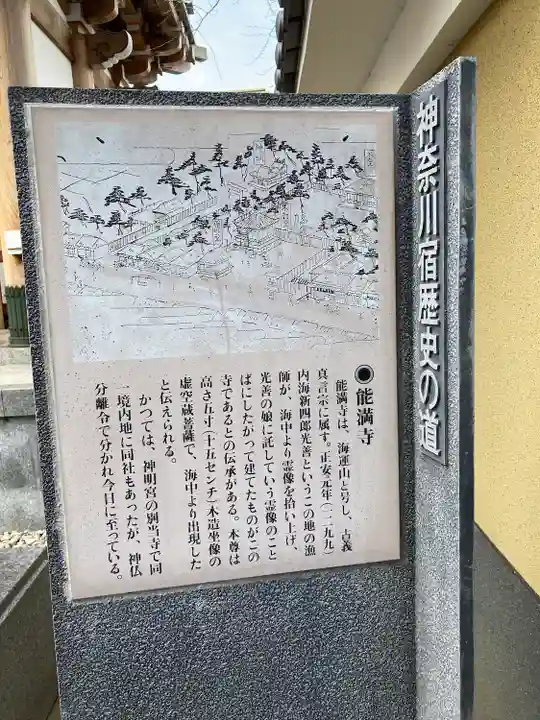 神奈川宿歴史の道
◉能満寺
能満寺は、海運山と号し、古義
真言宗に属す。正安元年（一二九九）
内海新四郎光善というこの地の漁
師が、海中より霊像を拾い上げ、
光善の娘に託していう霊像のこと
ばにしたがって建てたものがこの
寺であるとの伝承がある。本尊は
高さ五寸（十五センチ）木造坐像の
虚空蔵菩薩で、海中より出現した
と伝えられる。
かつては、神明宮の別当寺で同
一境内地に同社もあったが、神仏
分離令で分かれ今日に至っている。